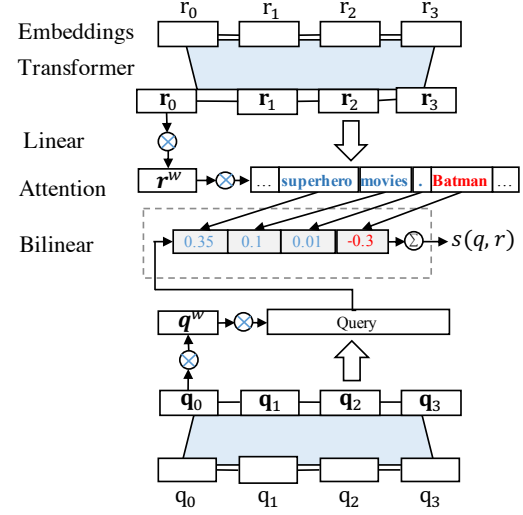 r0 r1 r2 r3
Embeddings
Transformer
r0 r1 r2 r3
Linear
Attention
r^w
... superhero movies . Batman ...
Bilinear
0.35 0.1 0.01 -0.3 Σ s(q, r)
q^w
Query
q0 q1 q2 q3
q0 q1 q2 q3